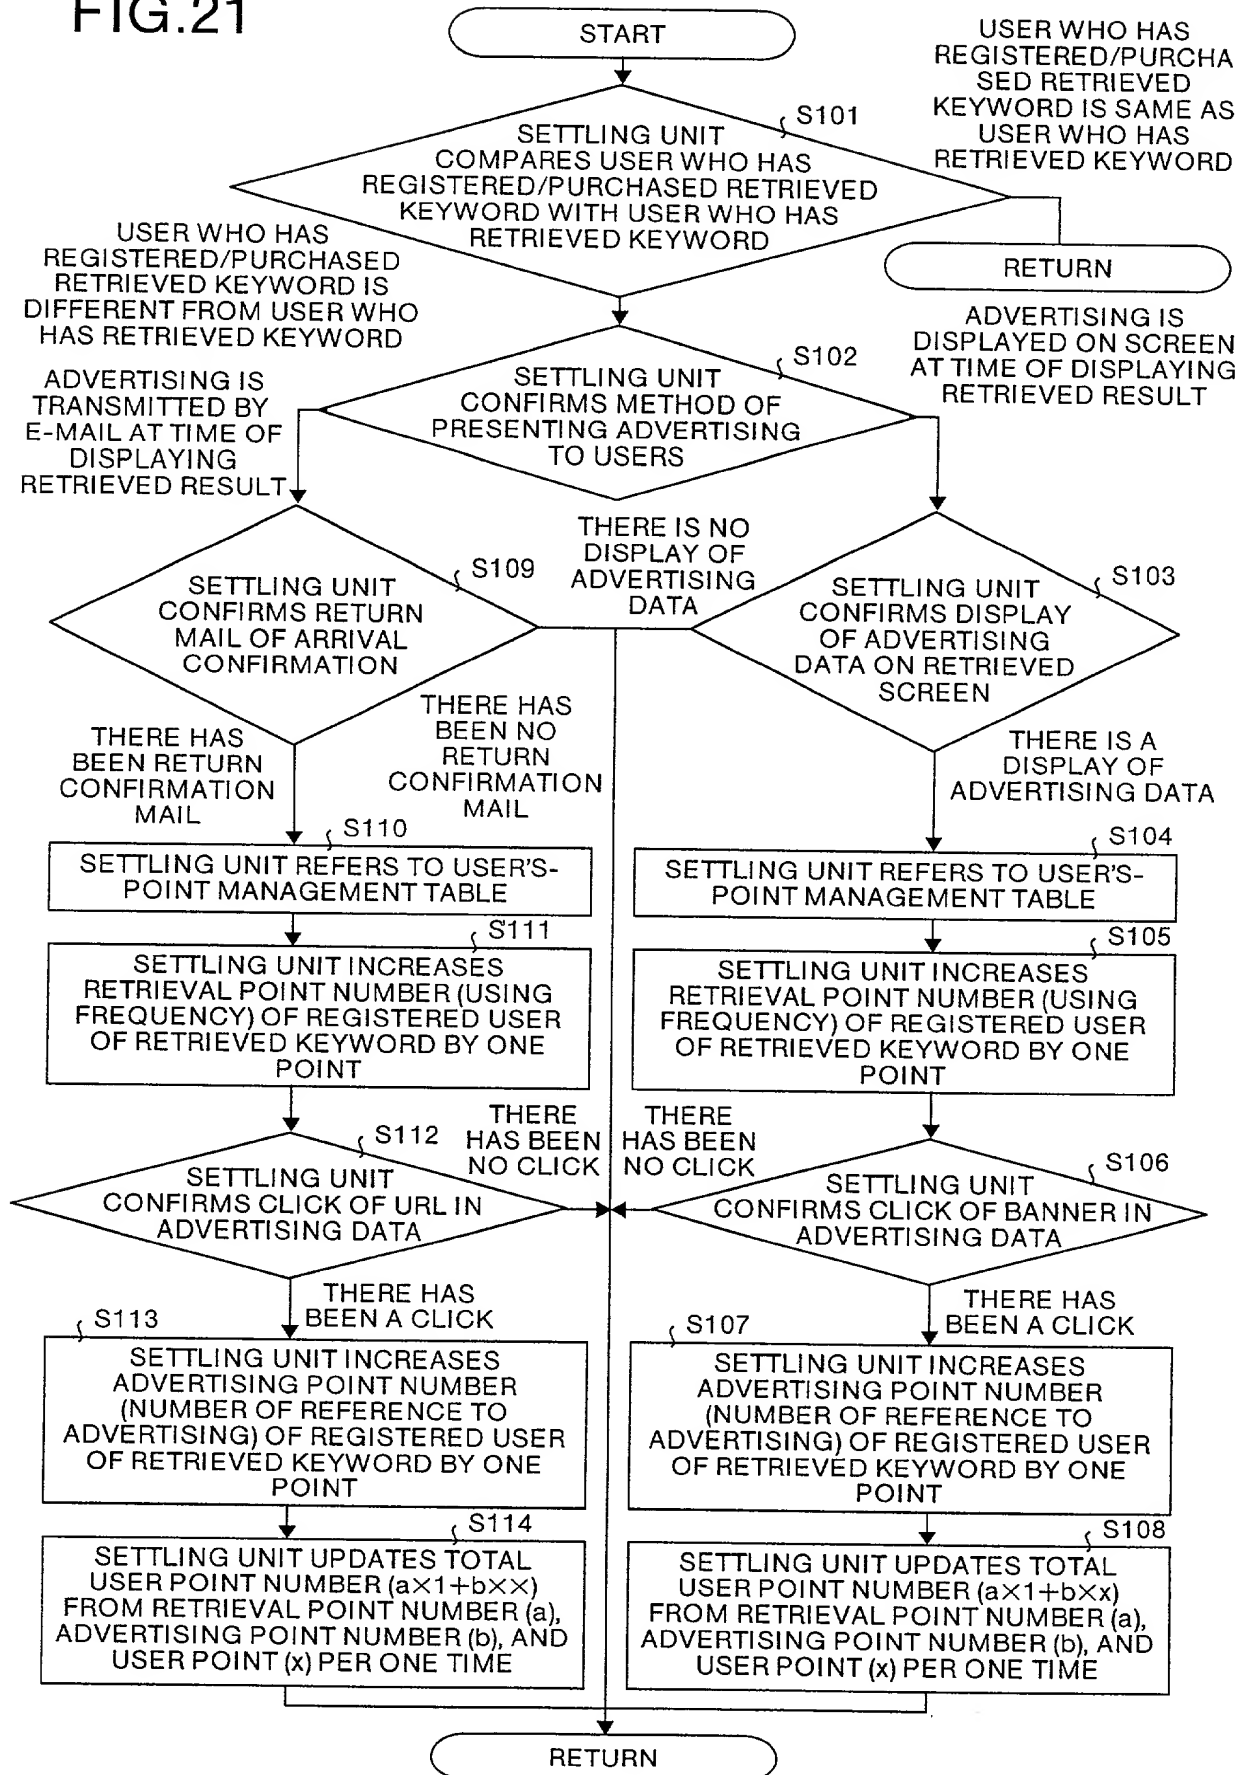 FIG.21
START
USER WHO HAS
REGISTERED/PURCHA
SED RETRIEVED
KEYWORD IS SAME AS
USER WHO HAS
RETRIEVED KEYWORD
S101
SETTLING UNIT
COMPARES USER WHO HAS
REGISTERED/PURCHASED RETRIEVED
KEYWORD WITH USER WHO HAS
RETRIEVED KEYWORD
USER WHO HAS
REGISTERED/PURCHASED
RETRIEVED KEYWORD IS
DIFFERENT FROM USER WHO
HAS RETRIEVED KEYWORD
RETURN
S102
SETTLING UNIT
CONFIRMS METHOD OF
PRESENTING ADVERTISING
TO USERS
ADVERTISING IS
DISPLAYED ON SCREEN
AT TIME OF DISPLAYING
RETRIEVED RESULT
ADVERTISING IS
TRANSMITTED BY
E-MAIL AT TIME OF
DISPLAYING
RETRIEVED RESULT
S109
SETTLING UNIT
CONFIRMS RETURN
MAIL OF ARRIVAL
CONFIRMATION
THERE IS NO
DISPLAY OF
ADVERTISING
DATA
S103
SETTLING UNIT
CONFIRMS DISPLAY
OF ADVERTISING
DATA ON RETRIEVED
SCREEN
THERE HAS
BEEN RETURN
CONFIRMATION
MAIL
THERE HAS
BEEN NO
RETURN
CONFIRMATION
MAIL
THERE IS A
DISPLAY OF
ADVERTISING DATA
S110
SETTLING UNIT REFERS TO USER'S-
POINT MANAGEMENT TABLE
S104
SETTLING UNIT REFERS TO USER'S-
POINT MANAGEMENT TABLE
S111
SETTLING UNIT INCREASES
RETRIEVAL POINT NUMBER (USING
FREQUENCY) OF REGISTERED USER
OF RETRIEVED KEYWORD BY ONE
POINT
S105
SETTLING UNIT INCREASES
RETRIEVAL POINT NUMBER (USING
FREQUENCY) OF REGISTERED USER
OF RETRIEVED KEYWORD BY ONE
POINT
S112
SETTLING UNIT
CONFIRMS CLICK OF URL IN
ADVERTISING DATA
THERE
HAS BEEN
NO CLICK
THERE
HAS BEEN
NO CLICK
S106
SETTLING UNIT
CONFIRMS CLICK OF BANNER IN
ADVERTISING DATA
THERE HAS
BEEN A CLICK
THERE HAS
BEEN A CLICK
S113
SETTLING UNIT INCREASES
ADVERTISING POINT NUMBER
(NUMBER OF REFERENCE TO
ADVERTISING) OF REGISTERED USER
OF RETRIEVED KEYWORD BY ONE
POINT
S107
SETTLING UNIT INCREASES
ADVERTISING POINT NUMBER
(NUMBER OF REFERENCE TO
ADVERTISING) OF REGISTERED USER
OF RETRIEVED KEYWORD BY ONE
POINT
S114
SETTLING UNIT UPDATES TOTAL
USER POINT NUMBER (a×1+b××)
FROM RETRIEVAL POINT NUMBER (a),
ADVERTISING POINT NUMBER (b), AND
USER POINT (x) PER ONE TIME
S108
SETTLING UNIT UPDATES TOTAL
USER POINT NUMBER (a×1+b×x)
FROM RETRIEVAL POINT NUMBER (a),
ADVERTISING POINT NUMBER (b), AND
USER POINT (x) PER ONE TIME
RETURN